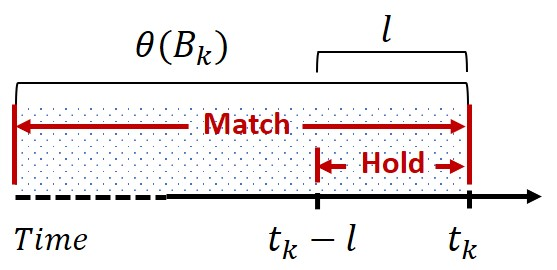 l
θ(B_k)
Match
Hold
Time
t_k − l
t_k